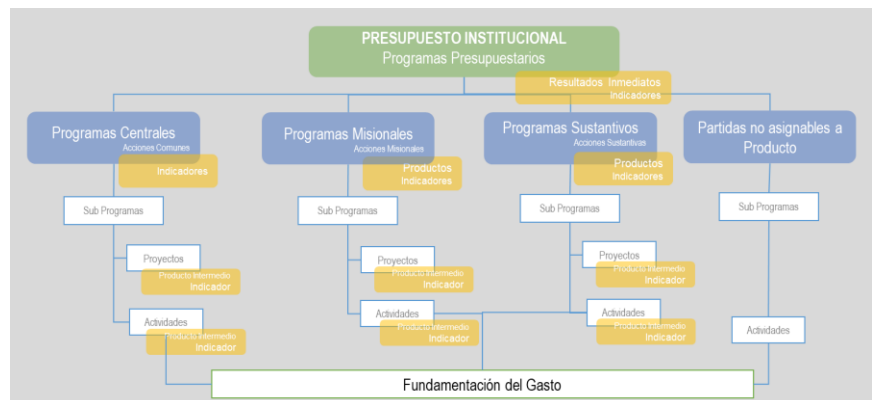 PRESUPUESTO INSTITUCIONAL
Programas Presupuestarios
Resultados Inmediatos
Indicadores
Programas Centrales
Acciones Comunes
Indicadores
Programas Misionales
Acciones Misionales
Productos
Indicadores
Programas Sustantivos
Acciones Sustantivas
Productos
Indicadores
Partidas no asignables a
Producto
Sub Programas
Sub Programas
Sub Programas
Sub Programas
Proyectos
Producto Intermedio
Indicador
Proyectos
Producto Intermedio
Indicador
Proyectos
Producto Intermedio
Indicador
Actividades
Producto Intermedio
Indicador
Actividades
Producto Intermedio
Indicador
Actividades
Producto Intermedio
Indicador
Actividades
Fundamentación del Gasto